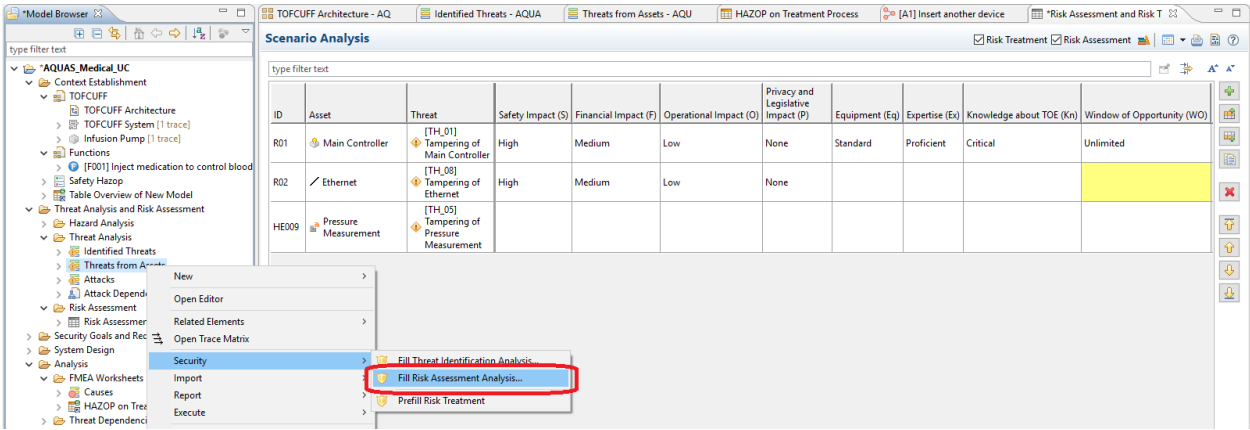 *Model Browser
TOFCUFF Architecture - AQ
Identified Threats - AQUA
Threats from Assets - AQU
HAZOP on Treatment Process
[A1] Insert another device
*Risk Assessment and Risk T
type filter text
*AQUAS_Medical_UC
Context Establishment
TOFCUFF
TOFCUFF Architecture
TOFCUFF System [1 trace]
Infusion Pump [1 trace]
Functions
[F001] Inject medication to control blood
Safety Hazop
Table Overview of New Model
Threat Analysis and Risk Assessment
Hazard Analysis
Threat Analysis
Identified Threats
Threats from Assets
Attacks
Attack Depende
Risk Assessment
Risk Assessmer
Security Goals and Rec
System Design
Analysis
FMEA Worksheets
Causes
HAZOP on Trea
Threat Dependenci
New
Open Editor
Related Elements
Open Trace Matrix
Security
Import
Report
Execute
Fill Threat Identification Analysis...
Fill Risk Assessment Analysis...
Prefill Risk Treatment
Scenario Analysis
Risk Treatment
Risk Assessment
type filter text
ID
Asset
Threat
Safety Impact (S)
Financial Impact (F)
Operational Impact (O)
Privacy and
Legislative
Impact (P)
Equipment (Eq)
Expertise (Ex)
Knowledge about TOE (Kn)
Window of Opportunity (WO)
R01
Main Controller
[TH_01]
Tampering of
Main Controller
High
Medium
Low
None
Standard
Proficient
Critical
Unlimited
R02
Ethernet
[TH_08]
Tampering of
Ethernet
High
Medium
Low
None
HE009
Pressure
Measurement
[TH_05]
Tampering of
Pressure
Measurement